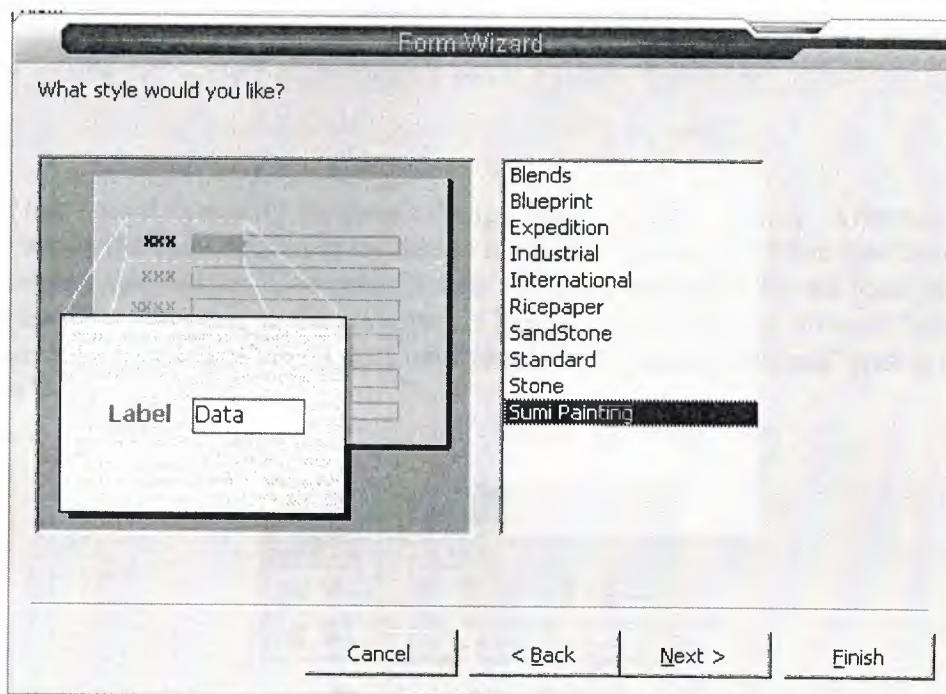 Form Wizard
What style would you like?
xxx
xxx
xxxx
Label Data
Blends
Blueprint
Expedition
Industrial
International
Ricepaper
SandStone
Standard
Stone
Sumi Painting
Cancel < Back Next > Finish